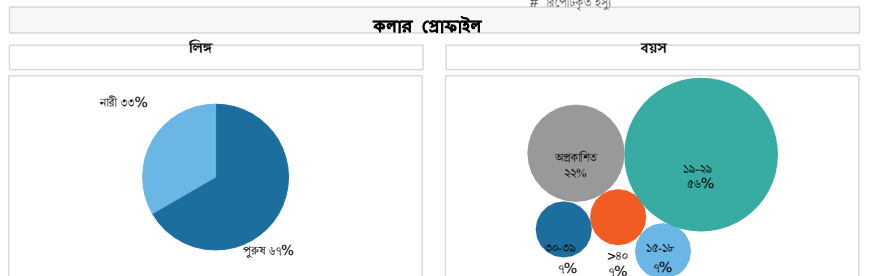 # রিপোর্টকৃত ইস্যু
কলার প্রোফাইল
লিঙ্গ
বয়স
নারী ৩৩%
পুরুষ ৬৭%
অপ্রকাশিত
২২%
১৯-২৯
৫৬%
৩০-৩৯
৭%
>৪০
৭%
১৫-১৮
৭%